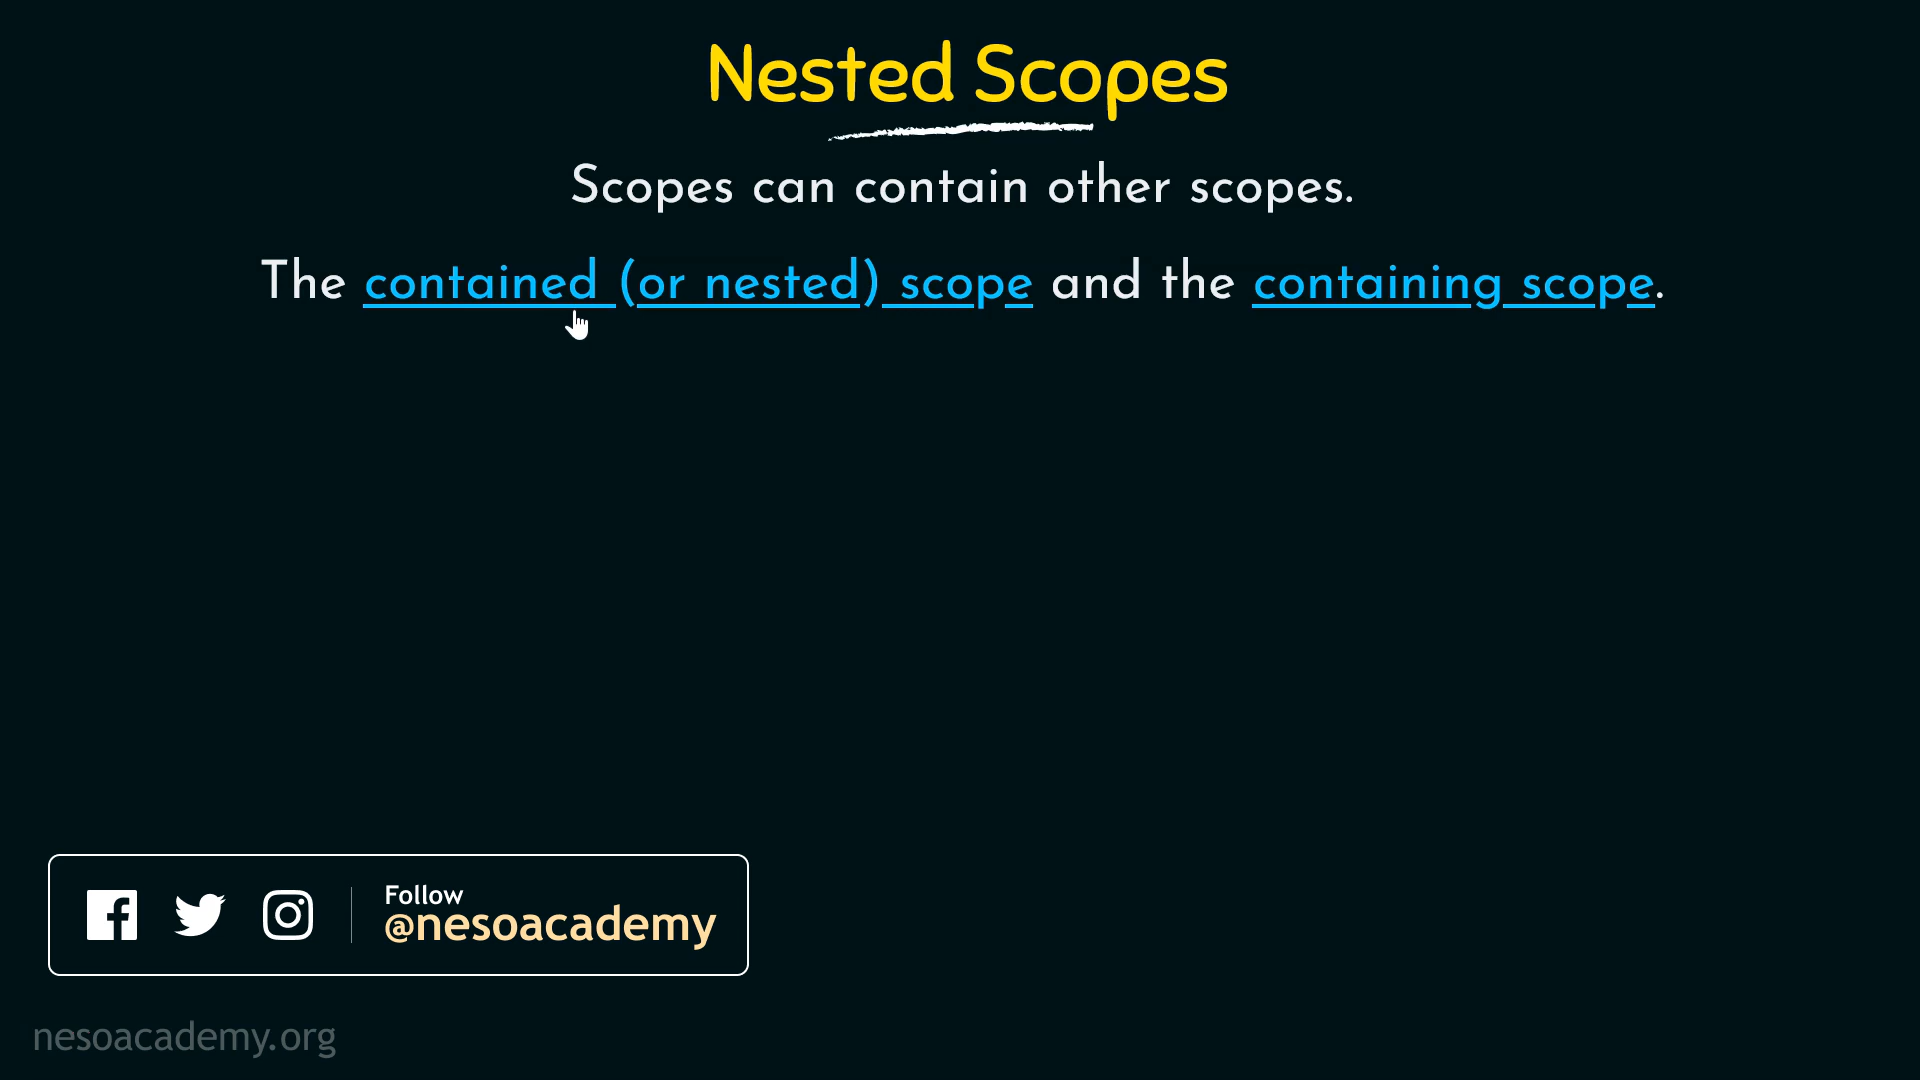 Nested Scopes
Scopes can contain other scopes.
The contained (or nested) scope and the containing scope.
Follow
@nesoacademy
nesoacademy.org